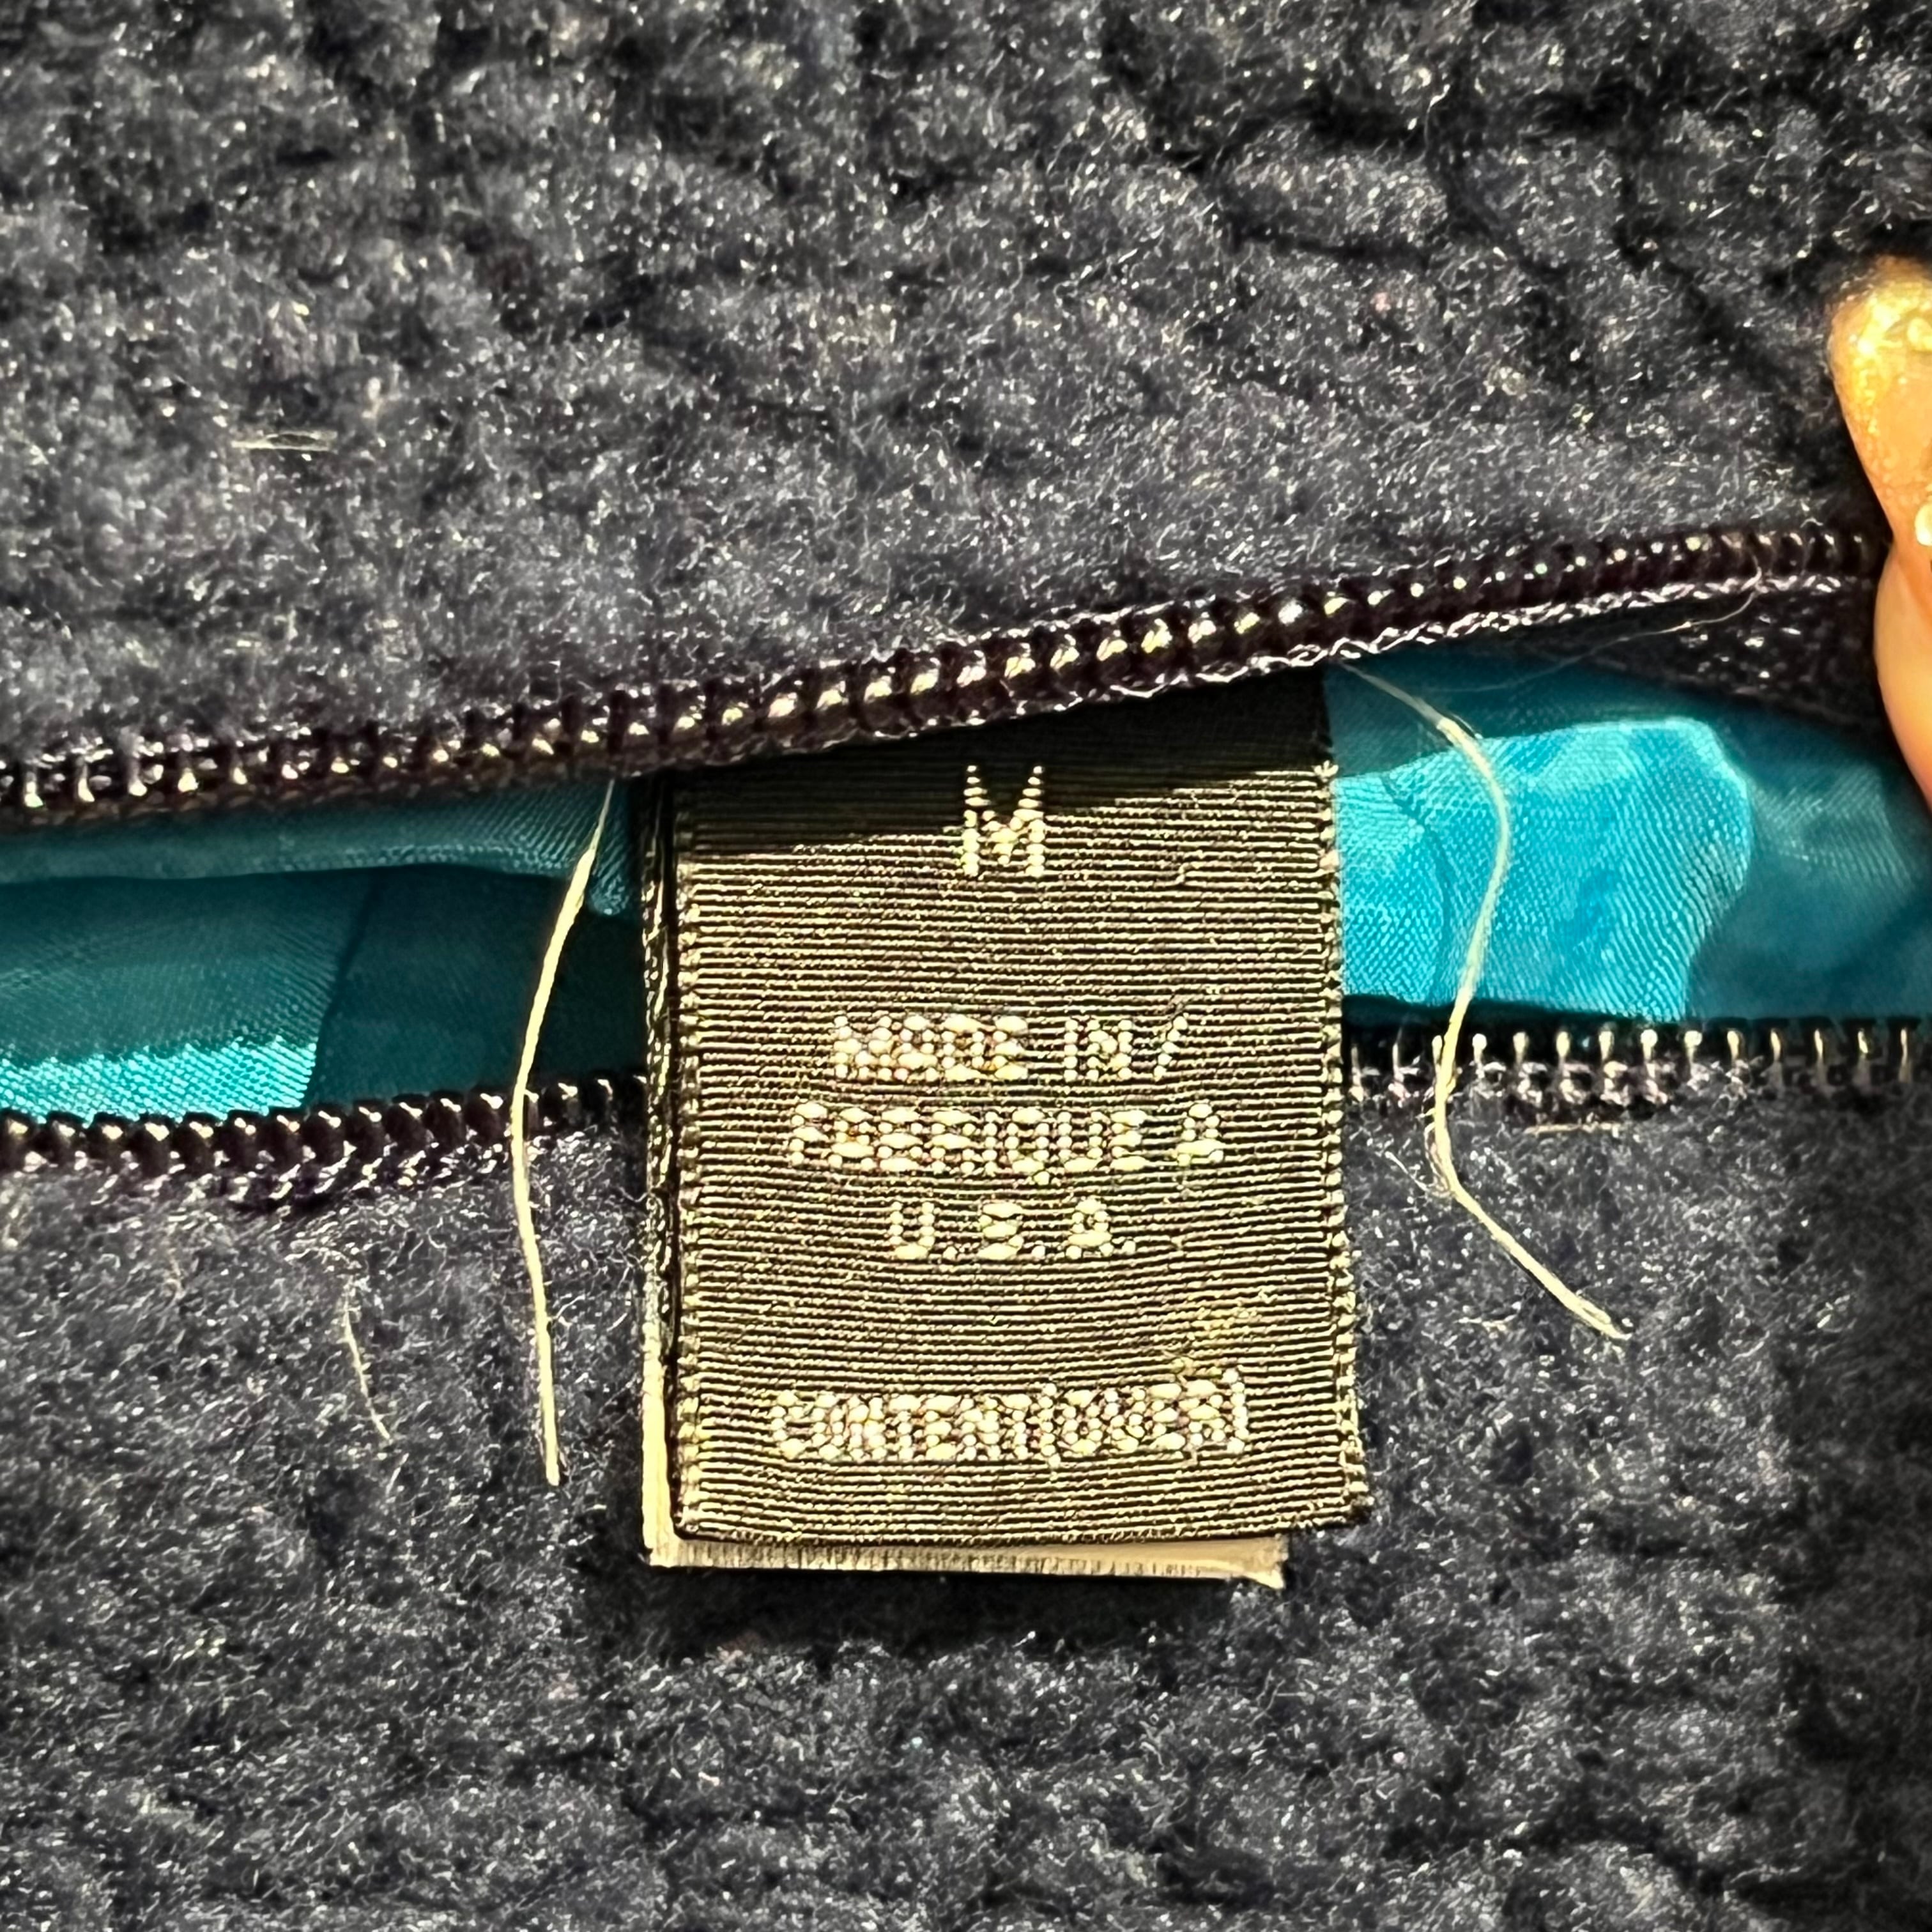 M
MADE IN/
FABRIQUE A
U.S.A.
CONTENT(OVER)